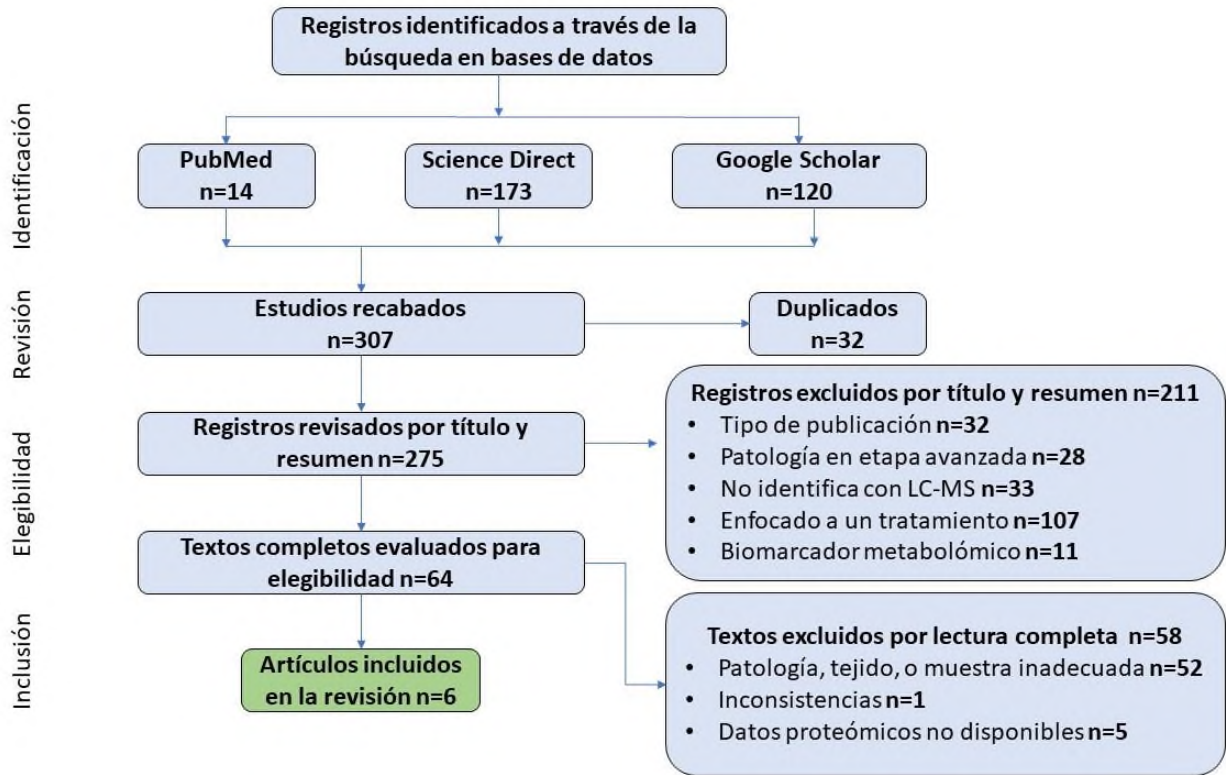 Registros identificados a través de la
búsqueda en bases de datos
Identificación
PubMed
n=14
Science Direct
n=173
Google Scholar
n=120
Revisión
Estudios recabados
n=307
Duplicados
n=32
Elegibilidad
Registros revisados por título y
resumen n=275
Registros excluidos por título y resumen n=211
• Tipo de publicación n=32
• Patología en etapa avanzada n=28
• No identifica con LC-MS n=33
• Enfocado a un tratamiento n=107
• Biomarcador metabolómico n=11
Textos completos evaluados para
elegibilidad n=64
Inclusión
Artículos incluidos
en la revisión n=6
Textos excluidos por lectura completa n=58
• Patología, tejido, o muestra inadecuada n=52
• Inconsistencias n=1
• Datos proteómicos no disponibles n=5